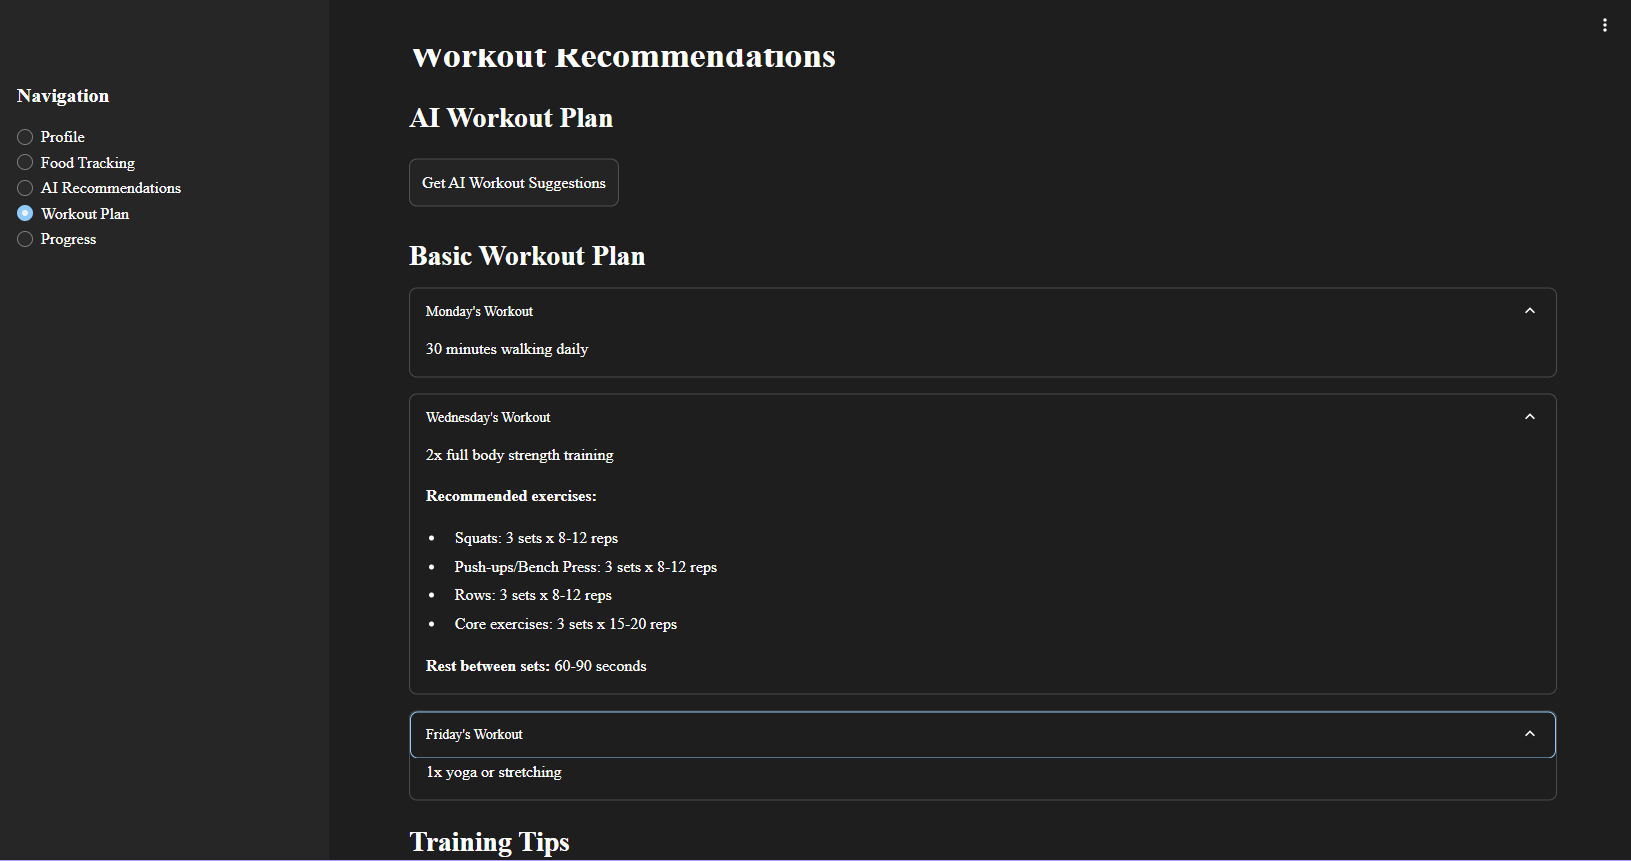 Navigation
Profile
Food Tracking
AI Recommendations
Workout Plan
Progress
Workout Recommendations
AI Workout Plan
Get AI Workout Suggestions
Basic Workout Plan
Monday's Workout
30 minutes walking daily
Wednesday's Workout
2x full body strength training
Recommended exercises:
Squats: 3 sets x 8-12 reps
Push-ups/Bench Press: 3 sets x 8-12 reps
Rows: 3 sets x 8-12 reps
Core exercises: 3 sets x 15-20 reps
Rest between sets: 60-90 seconds
Friday's Workout
1x yoga or stretching
Training Tips